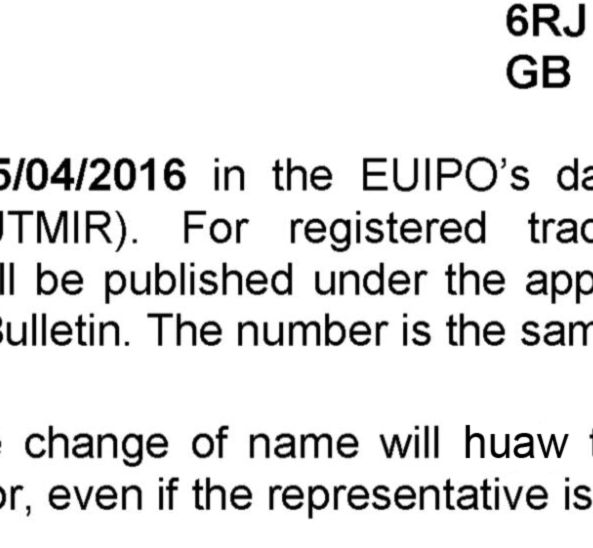 6RJ
GB
5/04/2016 in the EUIPO's da
JTMIR). For registered trad
ll be published under the app
Bulletin. The number is the sam
e change of name will huaw t
or, even if the representative is